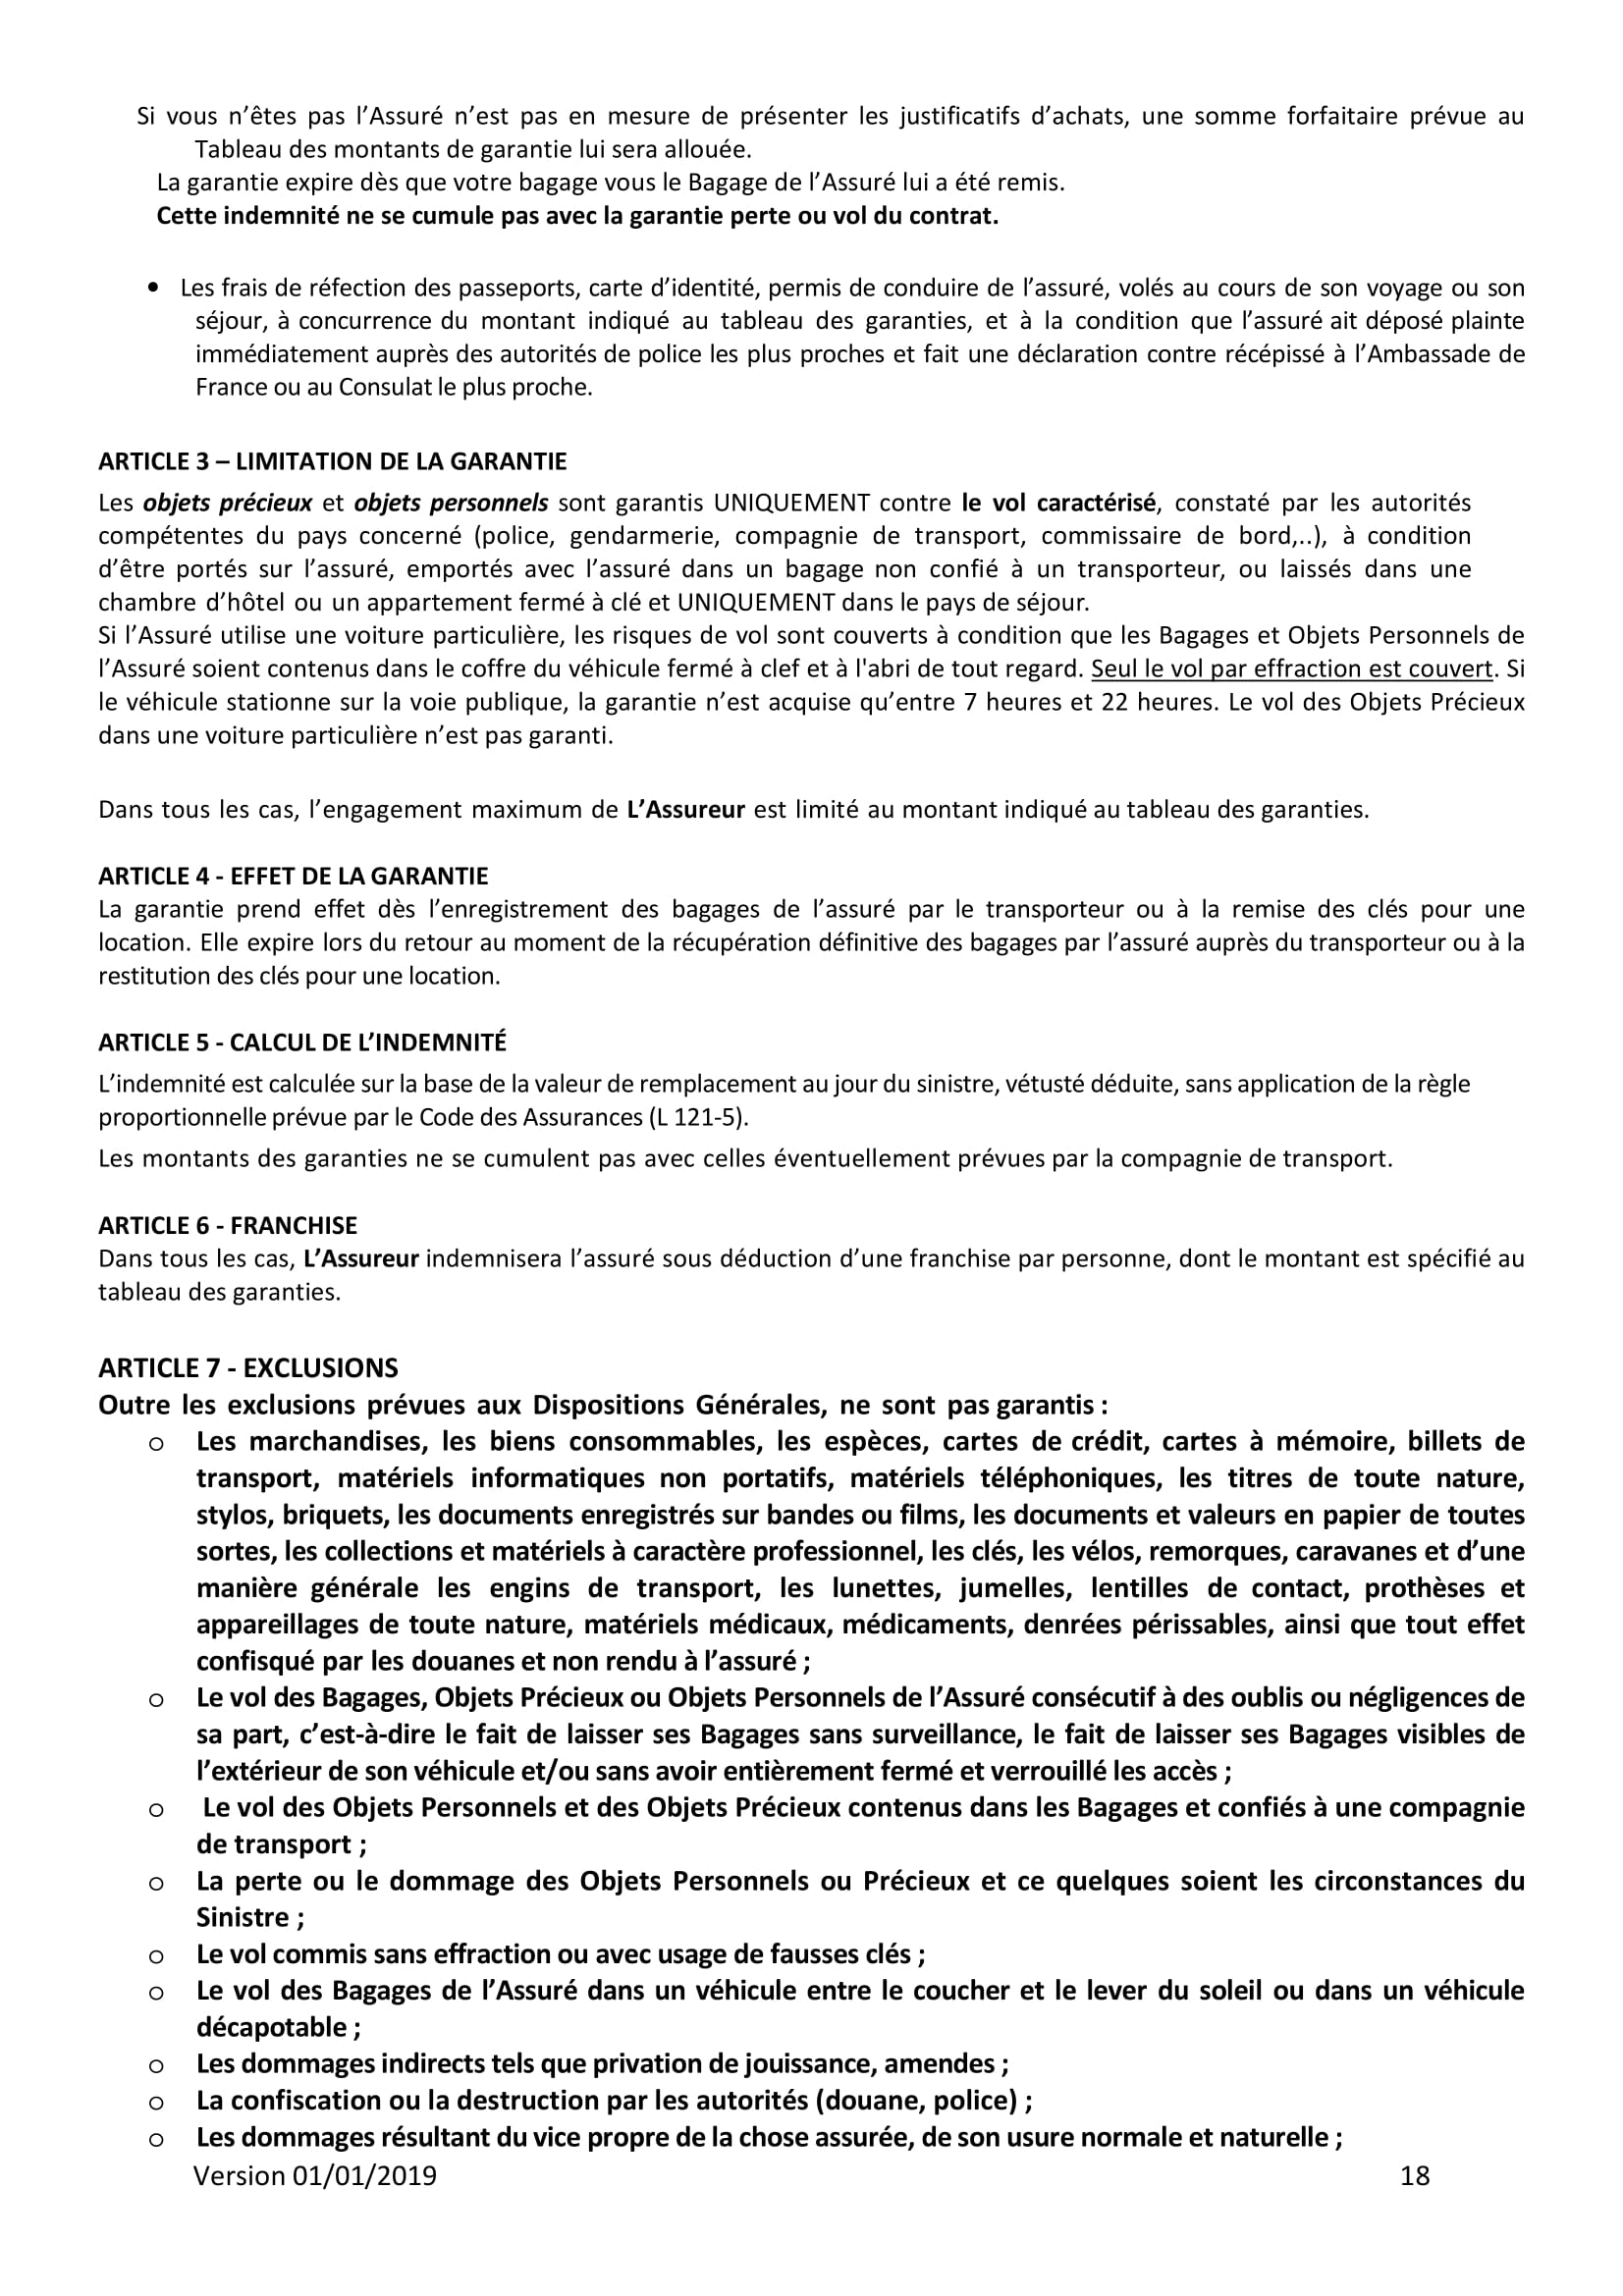 Si vous n’êtes pas l’Assuré n’est pas en mesure de présenter les justificatifs d’achats, une somme forfaitaire prévue au
Tableau des montants de garantie lui sera allouée.
La garantie expire dès que votre bagage vous le Bagage de l’Assuré lui a été remis.
Cette indemnité ne se cumule pas avec la garantie perte ou vol du contrat.
• Les frais de réfection des passeports, carte d’identité, permis de conduire de l’assuré, volés au cours de son voyage ou son
séjour, à concurrence du montant indiqué au tableau des garanties, et à la condition que l’assuré ait déposé plainte
immédiatement auprès des autorités de police les plus proches et fait une déclaration contre récépissé à l’Ambassade de
France ou au Consulat le plus proche.
ARTICLE 3 – LIMITATION DE LA GARANTIE
Les objets précieux et objets personnels sont garantis UNIQUEMENT contre le vol caractérisé, constaté par les autorités
compétentes du pays concerné (police, gendarmerie, compagnie de transport, commissaire de bord,..), à condition
d’être portés sur l’assuré, emportés avec l’assuré dans un bagage non confié à un transporteur, ou laissés dans une
chambre d’hôtel ou un appartement fermé à clé et UNIQUEMENT dans le pays de séjour.
Si l’Assuré utilise une voiture particulière, les risques de vol sont couverts à condition que les Bagages et Objets Personnels de
l’Assuré soient contenus dans le coffre du véhicule fermé à clef et à l'abri de tout regard. Seul le vol par effraction est couvert. Si
le véhicule stationne sur la voie publique, la garantie n’est acquise qu’entre 7 heures et 22 heures. Le vol des Objets Précieux
dans une voiture particulière n’est pas garanti.
Dans tous les cas, l’engagement maximum de L’Assureur est limité au montant indiqué au tableau des garanties.
ARTICLE 4 - EFFET DE LA GARANTIE
La garantie prend effet dès l’enregistrement des bagages de l’assuré par le transporteur ou à la remise des clés pour une
location. Elle expire lors du retour au moment de la récupération définitive des bagages par l’assuré auprès du transporteur ou à la
restitution des clés pour une location.
ARTICLE 5 - CALCUL DE L’INDEMNITÉ
L’indemnité est calculée sur la base de la valeur de remplacement au jour du sinistre, vétusté déduite, sans application de la règle
proportionnelle prévue par le Code des Assurances (L 121-5).
Les montants des garanties ne se cumulent pas avec celles éventuellement prévues par la compagnie de transport.
ARTICLE 6 - FRANCHISE
Dans tous les cas, L’Assureur indemnisera l’assuré sous déduction d’une franchise par personne, dont le montant est spécifié au
tableau des garanties.
ARTICLE 7 - EXCLUSIONS
Outre les exclusions prévues aux Dispositions Générales, ne sont pas garantis :
o Les marchandises, les biens consommables, les espèces, cartes de crédit, cartes à mémoire, billets de
transport, matériels informatiques non portatifs, matériels téléphoniques, les titres de toute nature,
stylos, briquets, les documents enregistrés sur bandes ou films, les documents et valeurs en papier de toutes
sortes, les collections et matériels à caractère professionnel, les clés, les vélos, remorques, caravanes et d’une
manière générale les engins de transport, les lunettes, jumelles, lentilles de contact, prothèses et
appareillages de toute nature, matériels médicaux, médicaments, denrées périssables, ainsi que tout effet
confisqué par les douanes et non rendu à l’assuré ;
o Le vol des Bagages, Objets Précieux ou Objets Personnels de l’Assuré consécutif à des oublis ou négligences de
sa part, c’est-à-dire le fait de laisser ses Bagages sans surveillance, le fait de laisser ses Bagages visibles de
l’extérieur de son véhicule et/ou sans avoir entièrement fermé et verrouillé les accès ;
o Le vol des Objets Personnels et des Objets Précieux contenus dans les Bagages et confiés à une compagnie
de transport ;
o La perte ou le dommage des Objets Personnels ou Précieux et ce quelques soient les circonstances du
Sinistre ;
o Le vol commis sans effraction ou avec usage de fausses clés ;
o Le vol des Bagages de l’Assuré dans un véhicule entre le coucher et le lever du soleil ou dans un véhicule
décapotable ;
o Les dommages indirects tels que privation de jouissance, amendes ;
o La confiscation ou la destruction par les autorités (douane, police) ;
o Les dommages résultant du vice propre de la chose assurée, de son usure normale et naturelle ;
Version 01/01/2019 18